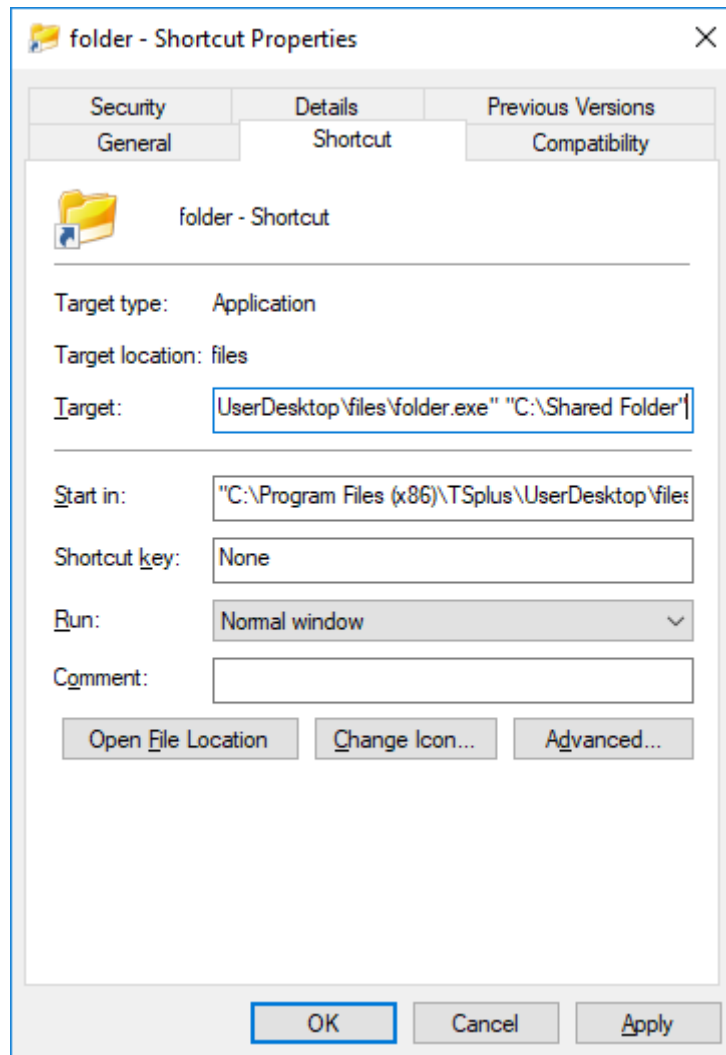 folder - Shortcut Properties
Security Details Previous Versions
General Shortcut Compatibility
folder - Shortcut
Target type: Application
Target location: files
Target: UserDesktop\files\folder.exe" "C:\Shared Folder"
Start in: "C:\Program Files (x86)\TSplus\UserDesktop\files
Shortcut key: None
Run: Normal window
Comment:
Open File Location Change Icon... Advanced...
OK Cancel Apply